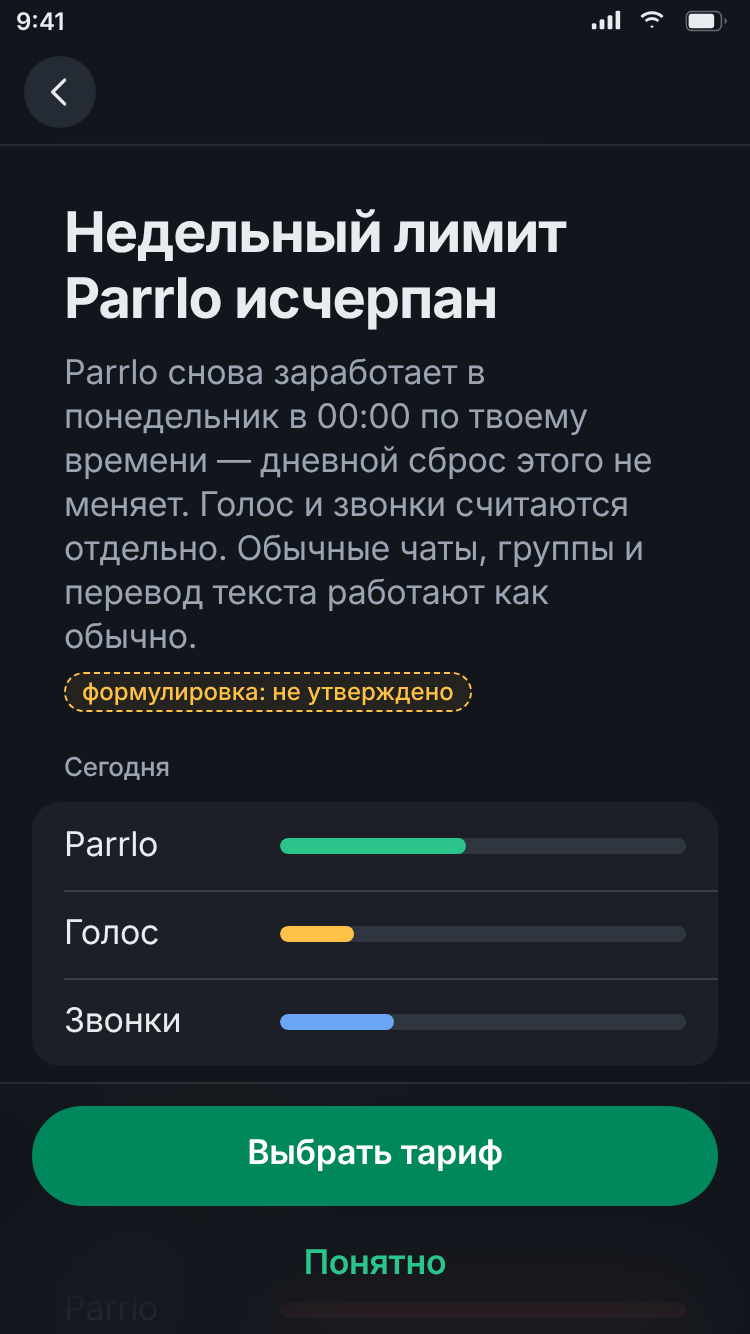 9:41
Недельный лимит
Parrlo исчерпан
Parrlo снова заработает в
понедельник в 00:00 по твоему
времени — дневной сброс этого не
меняет. Голос и звонки считаются
отдельно. Обычные чаты, группы и
перевод текста работают как
обычно.
формулировка: не утверждено
Сегодня
Parrlo
Голос
Звонки
Выбрать тариф
Понятно
Parrlo